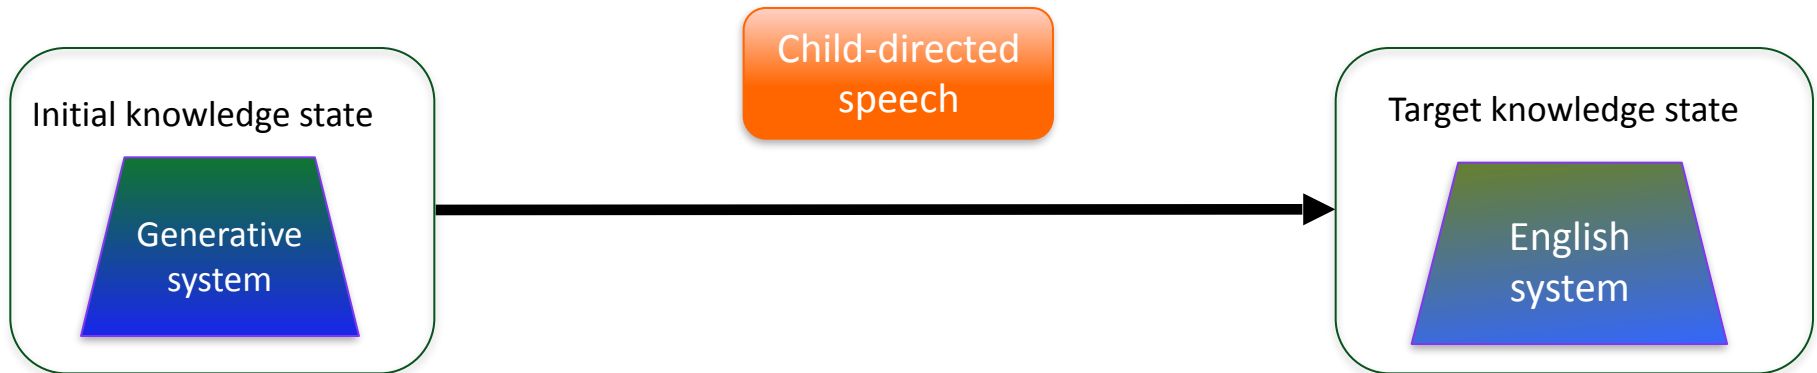 Child-directed
speech
Initial knowledge state
Generative
system
Target knowledge state
English
system